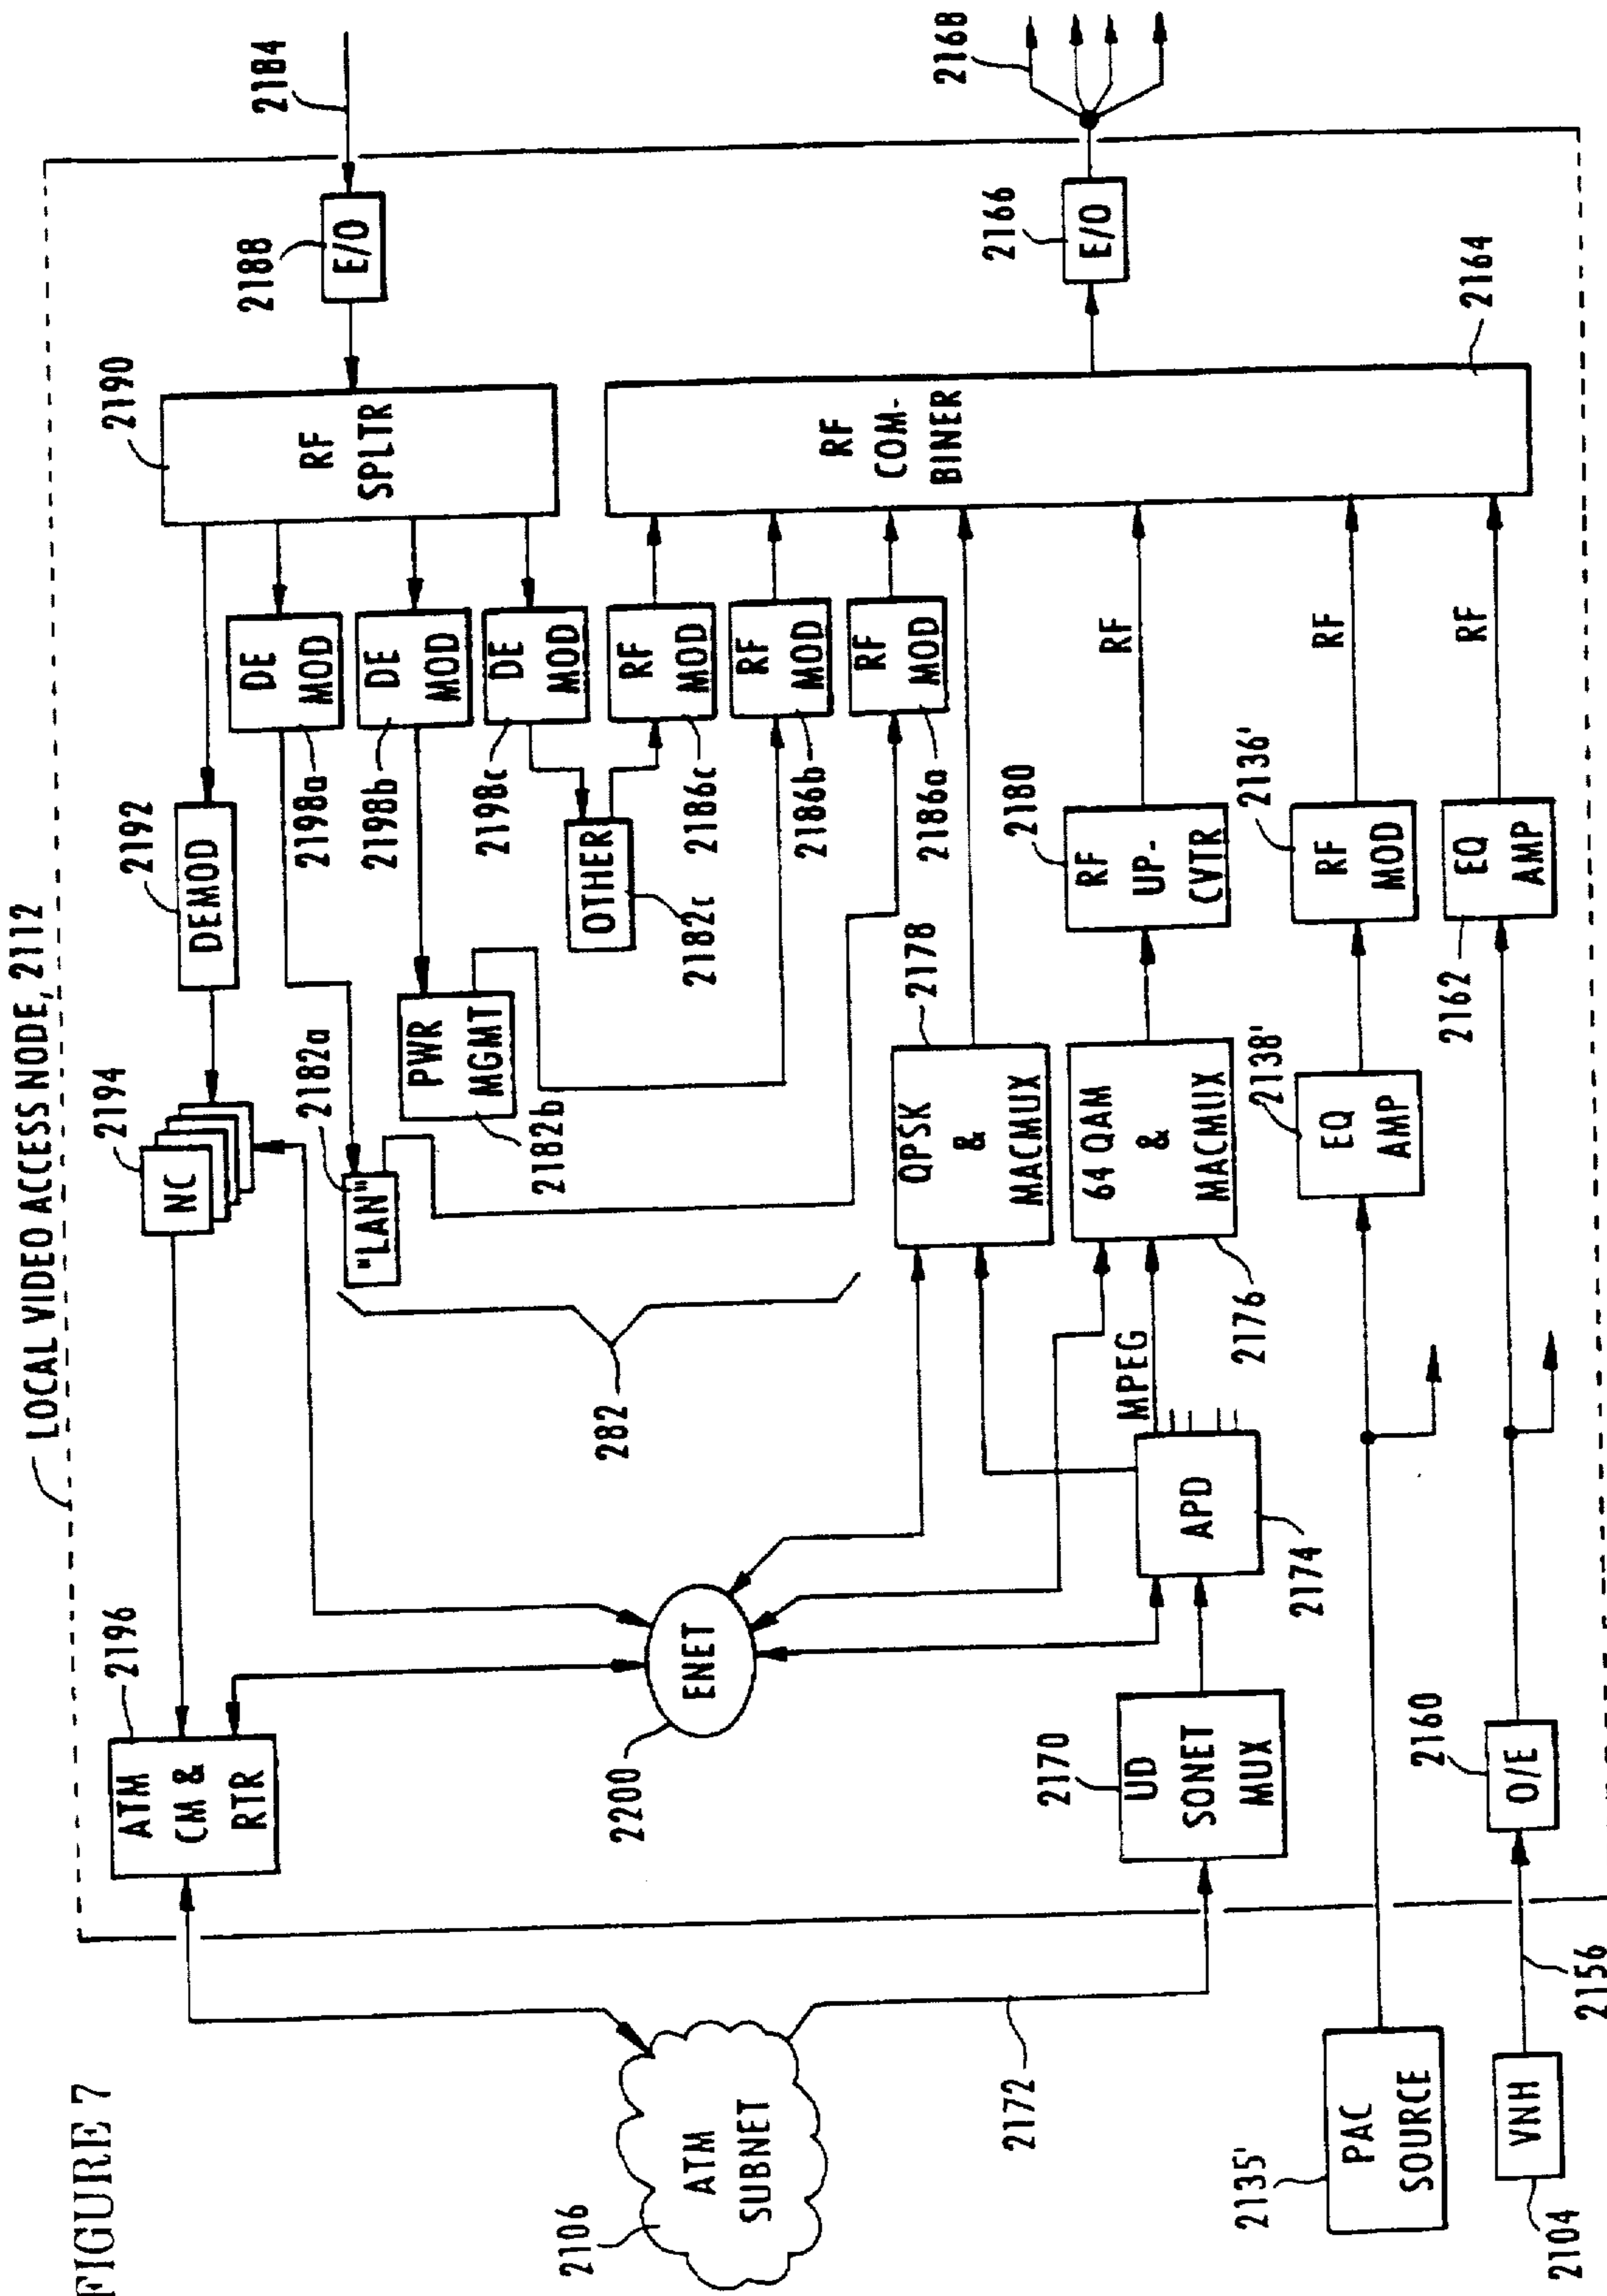 FIGURE 7
LOCAL VIDEO ACCESS NODE, 2112
2106
ATM
SUBNET
2172
2135'
PAC
SOURCE
2104
VNH
2156
2196
ATM
CM &
RTR
2200
ENET
2170
UD
SONET
MUX
2160
O/E
2174
APD
MPEG
2194
NC
2182a
"LAN"
282
2192
DEMOD
PWR
MGMT
2182b
2198a
DE
MOD
2198b
DE
MOD
2198c
DE
MOD
OTHER
2182c
2186c
RF
MOD
2186b
RF
MOD
2186a
RF
MOD
2178
QPSK
&
MACMUX
64 QAM
&
MACMUX
2176
2180
RF
UP-
CVTR
RF
2138'
EQ
AMP
2136'
RF
MOD
RF
2162
EQ
AMP
RF
2190
RF
SPLTR
2188
E/O
2184
RF
COM-
BINER
2164
2166
E/O
2168